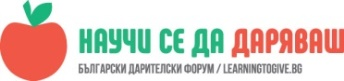 НАУЧИ СЕ ДА ДАРЯВАШ
БЪЛГАРСКИ ДАРИТЕЛСКИ ФОРУМ / LEARNINGTOGIVE.BG